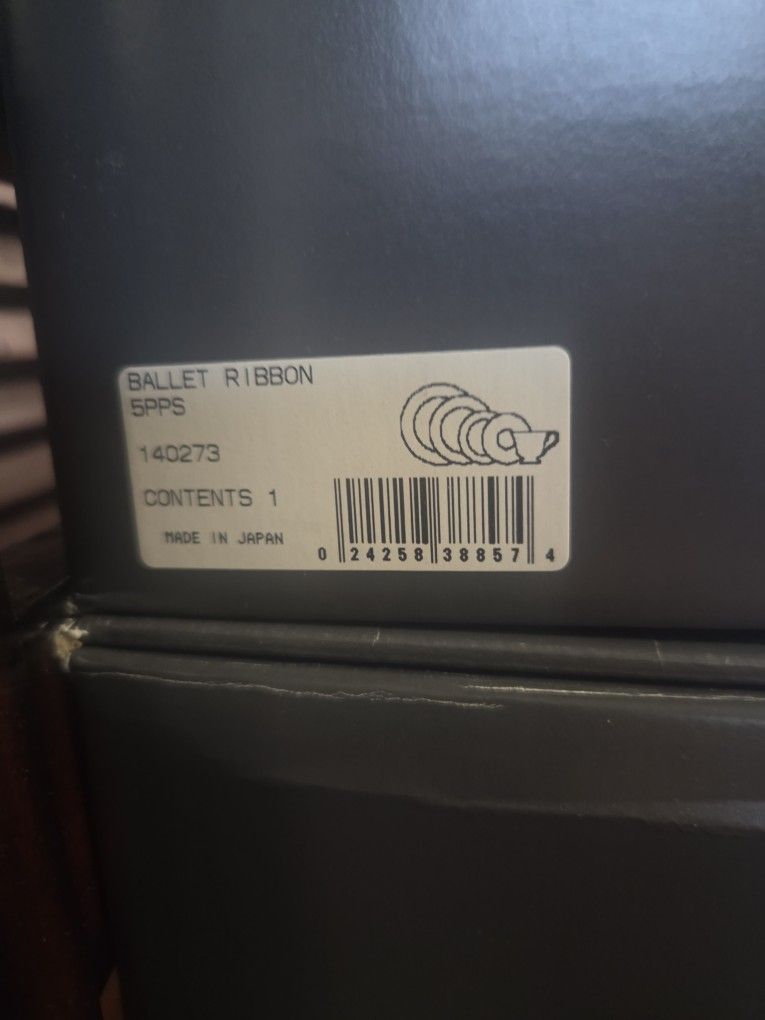 BALLET RIBBON
5PPS
140273
CONTENTS 1
MADE IN JAPAN
0 24258 38857 4